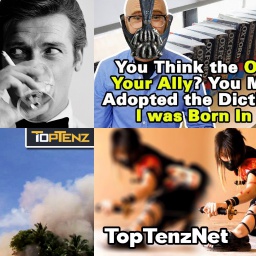 You Think the O
Your Ally? You M
Adopted the Dict
I was Born In
TOPTENZ
TopTenzNet